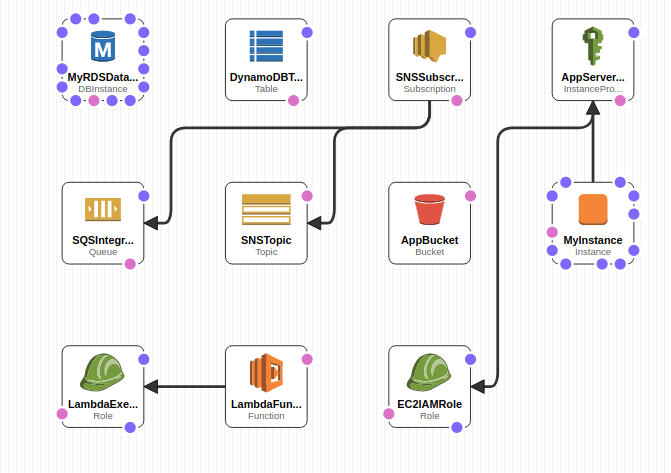 M
MyRDSData...
DBInstance
DynamoDBT...
Table
SNSSubscr...
Subscription
AppServer...
InstancePro...
SQSIntegr...
Queue
SNSTopic
Topic
AppBucket
Bucket
MyInstance
Instance
LambdaExe...
Role
LambdaFun...
Function
EC2IAMRole
Role